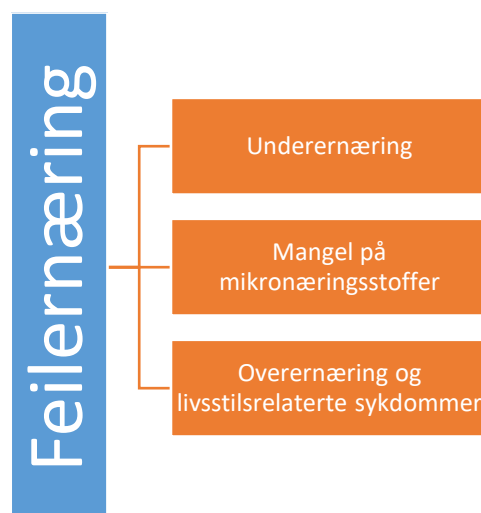 Feilernæring
Underernæring
Mangel på
mikronæringsstoffer
Overernæring og
livsstilsrelaterte sykdommer